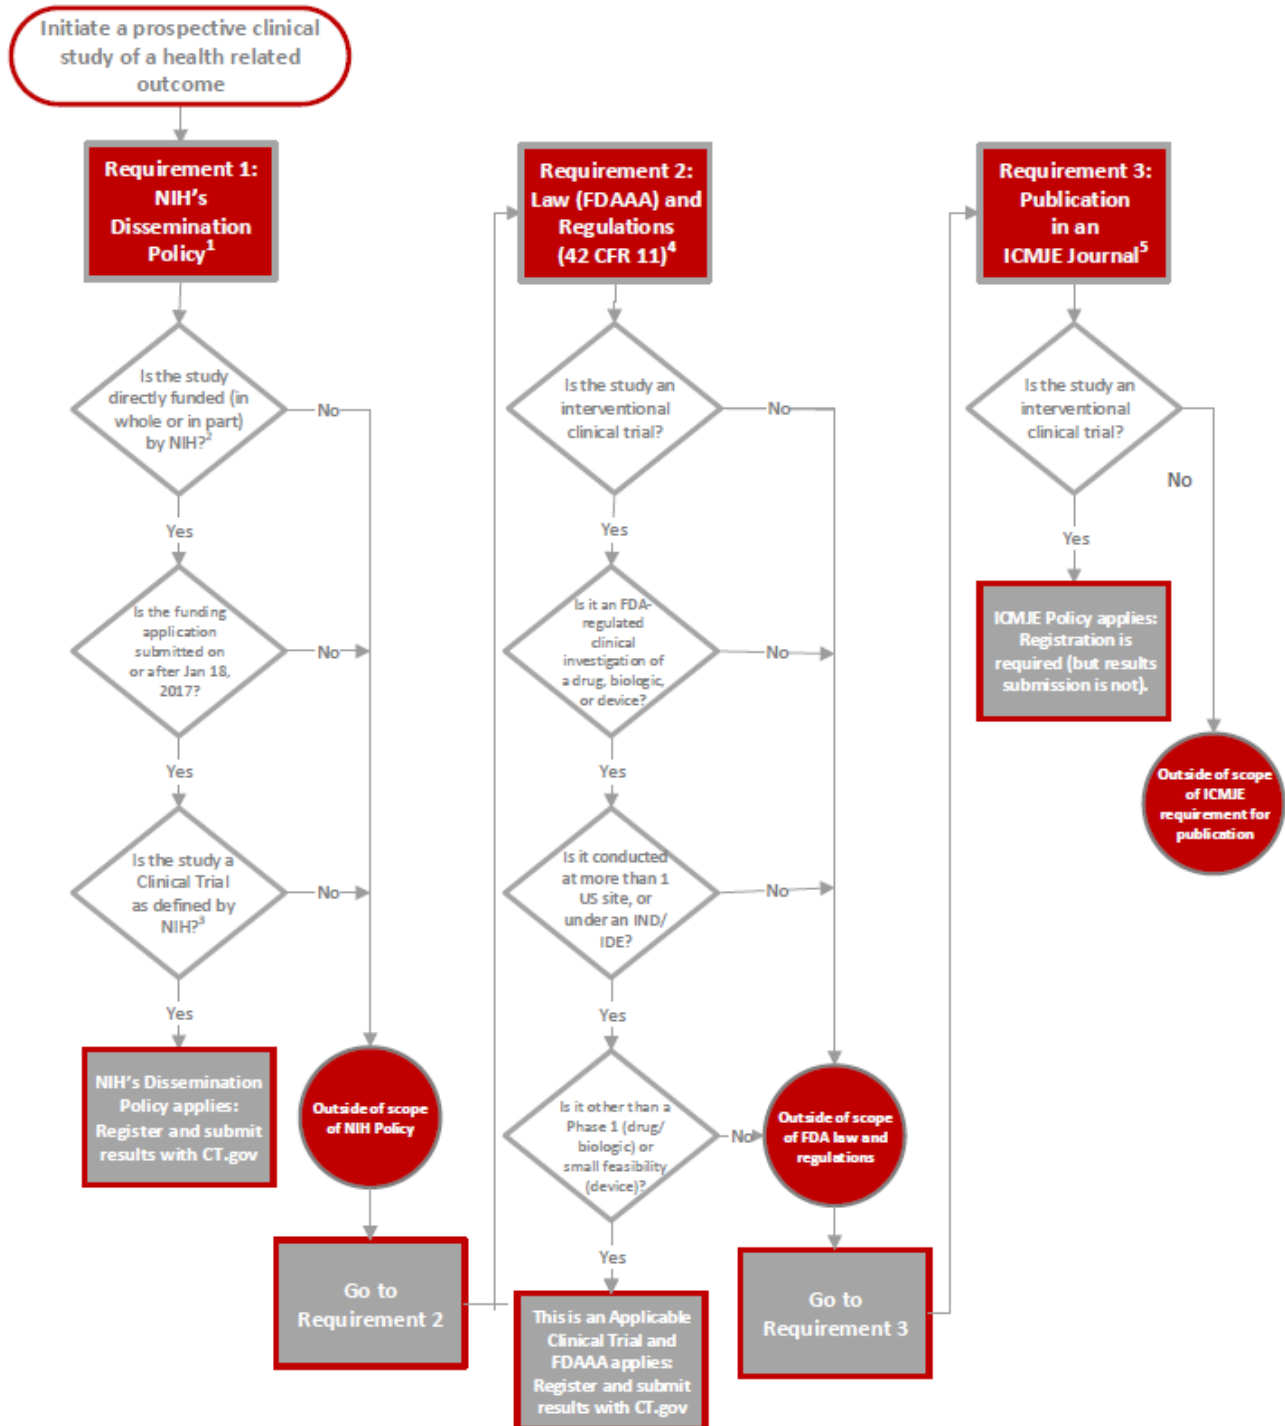 Initiate a prospective clinical
study of a health related
outcome
Requirement 1:
NIH's
Dissemination
Policy1
Is the study
directly funded (in
whole or in part)
by NIH?2
No
Yes
Is the funding
application
submitted on
or after Jan 18,
2017?
No
Yes
Is the study a
Clinical Trial
as defined by
NIH?3
No
Yes
NIH's Dissemination
Policy applies:
Register and submit
results with CT.gov
Outside of scope
of NIH Policy
Go to
Requirement 2
Requirement 2:
Law (FDAAA) and
Regulations
(42 CFR 11)4
Is the study an
interventional
clinical trial?
No
Yes
Is it an FDA-
regulated
clinical
investigation of
a drug, biologic,
or device?
No
Yes
Is it conducted
at more than 1
US site, or
under an IND/
IDE?
No
Yes
Is it other than a
Phase 1 (drug/
biologic) or
small feasibility
(device)?
No
Yes
This is an Applicable
Clinical Trial and
FDAAA applies:
Register and submit
results with CT.gov
Outside of scope
of FDA law and
regulations
Go to
Requirement 3
Requirement 3:
Publication
in an
ICMJE Journal5
Is the study an
interventional
clinical trial?
No
Yes
ICMJE Policy applies:
Registration is
required (but results
submission is not).
Outside of scope
of ICMJE
requirement for
publication